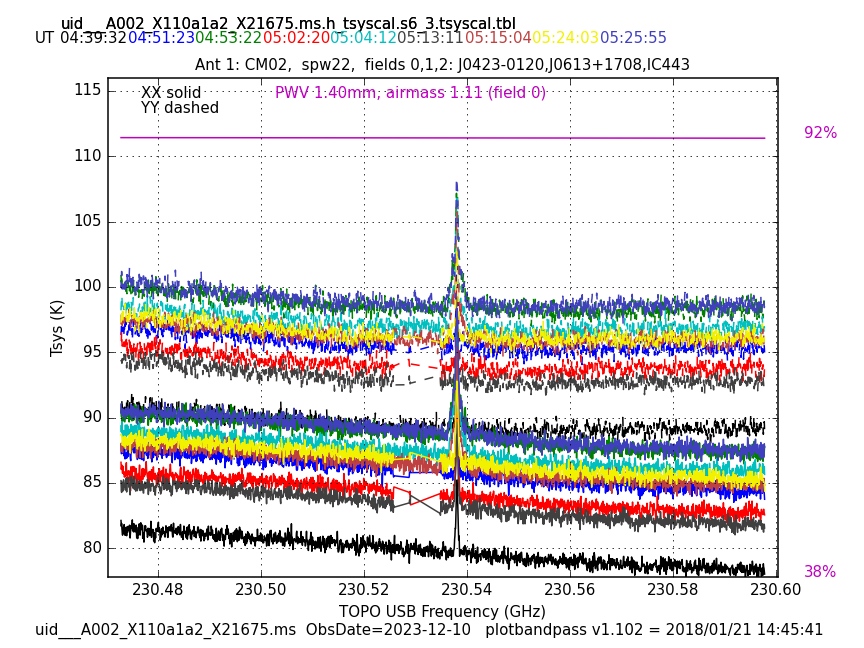 uid___A002_X110a1a2_X21675.ms.h_tsyscal.s6_3.tsyscal.tbl
UT 04:39:32 04:51:23 04:53:22 05:02:20 05:04:12 05:13:11 05:15:04 05:24:03 05:25:55
Ant 1: CM02,  spw22,  fields 0,1,2: J0423-0120,J0613+1708,IC443
XX solid
YY dashed
PWV 1.40mm, airmass 1.11 (field 0)
92%
38%
115
110
105
100
95
90
85
80
Tsys (K)
230.48 230.50 230.52 230.54 230.56 230.58 230.60
TOPO USB Frequency (GHz)
uid___A002_X110a1a2_X21675.ms  ObsDate=2023-12-10   plotbandpass v1.102 = 2018/01/21 14:45:41